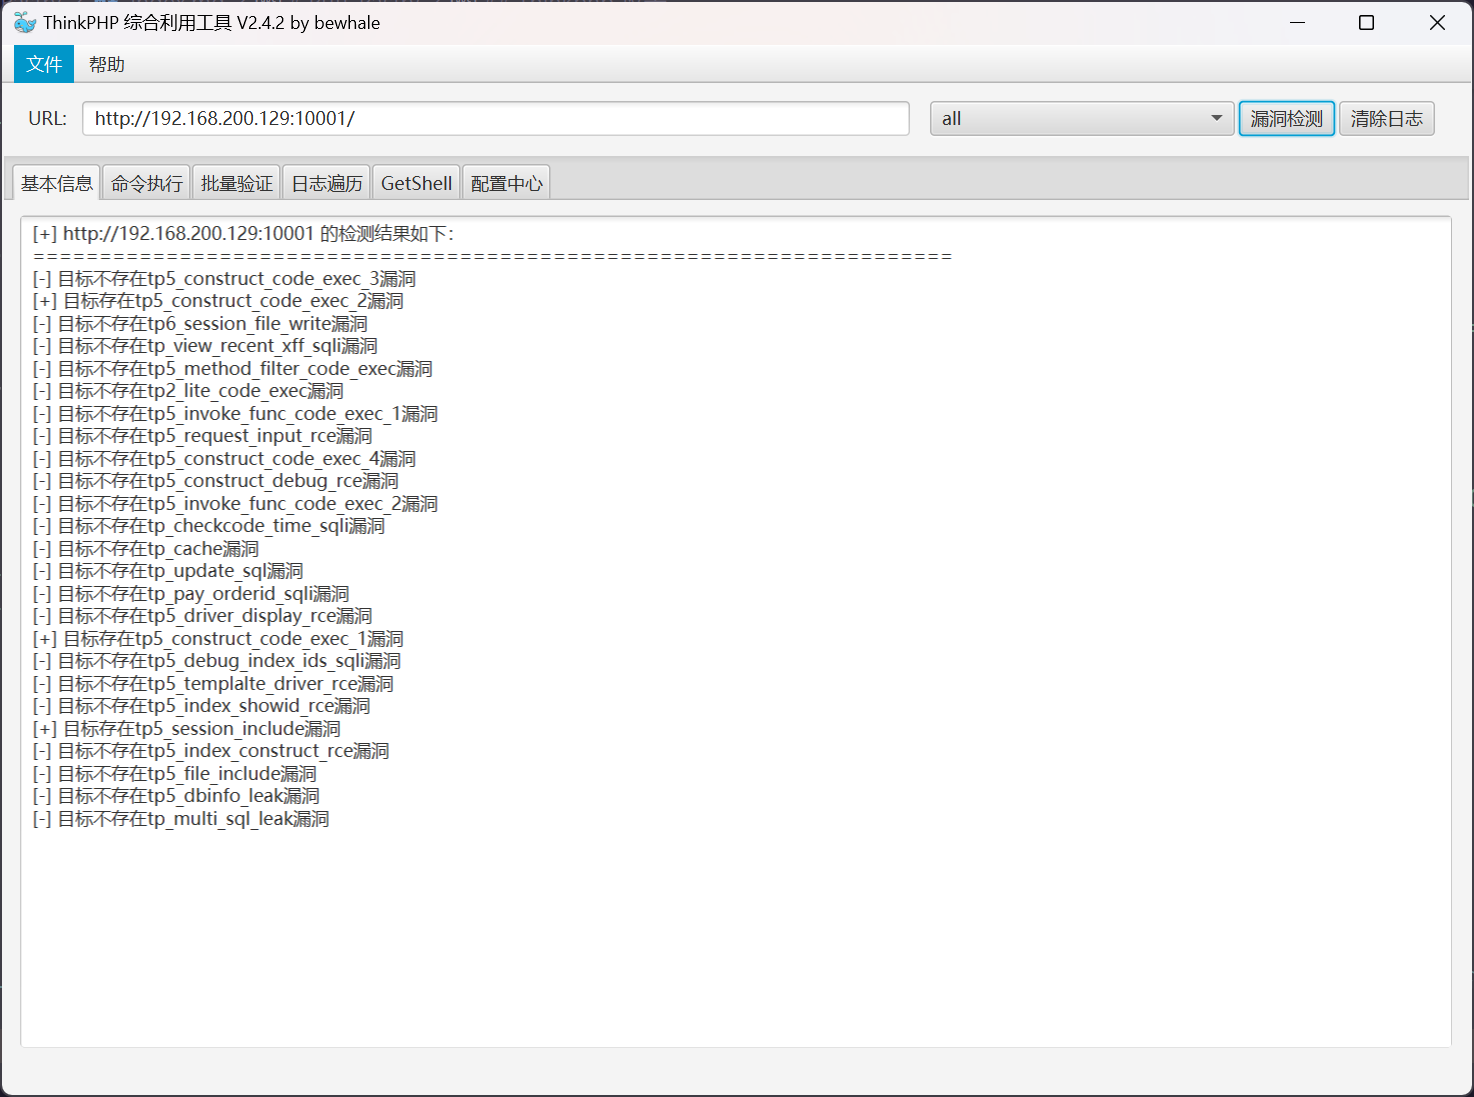 ThinkPHP 综合利用工具 V2.4.2 by bewhale
文件 帮助
URL: http://192.168.200.129:10001/ all 漏洞检测 清除日志
基本信息 命令执行 批量验证 日志遍历 GetShell 配置中心
[+] http://192.168.200.129:10001 的检测结果如下：
=====================================================================
[-] 目标不存在tp5_construct_code_exec_3漏洞
[+] 目标存在tp5_construct_code_exec_2漏洞
[-] 目标不存在tp6_session_file_write漏洞
[-] 目标不存在tp_view_recent_xff_sqli漏洞
[-] 目标不存在tp5_method_filter_code_exec漏洞
[-] 目标不存在tp2_lite_code_exec漏洞
[-] 目标不存在tp5_invoke_func_code_exec_1漏洞
[-] 目标不存在tp5_request_input_rce漏洞
[-] 目标不存在tp5_construct_code_exec_4漏洞
[-] 目标不存在tp5_construct_debug_rce漏洞
[-] 目标不存在tp5_invoke_func_code_exec_2漏洞
[-] 目标不存在tp_checkcode_time_sqli漏洞
[-] 目标不存在tp_cache漏洞
[-] 目标不存在tp_update_sql漏洞
[-] 目标不存在tp_pay_orderid_sqli漏洞
[-] 目标不存在tp5_driver_display_rce漏洞
[+] 目标存在tp5_construct_code_exec_1漏洞
[-] 目标不存在tp5_debug_index_ids_sqli漏洞
[-] 目标不存在tp5_templalte_driver_rce漏洞
[-] 目标不存在tp5_index_showid_rce漏洞
[+] 目标存在tp5_session_include漏洞
[-] 目标不存在tp5_index_construct_rce漏洞
[-] 目标不存在tp5_file_include漏洞
[-] 目标不存在tp5_dbinfo_leak漏洞
[-] 目标不存在tp_multi_sql_leak漏洞